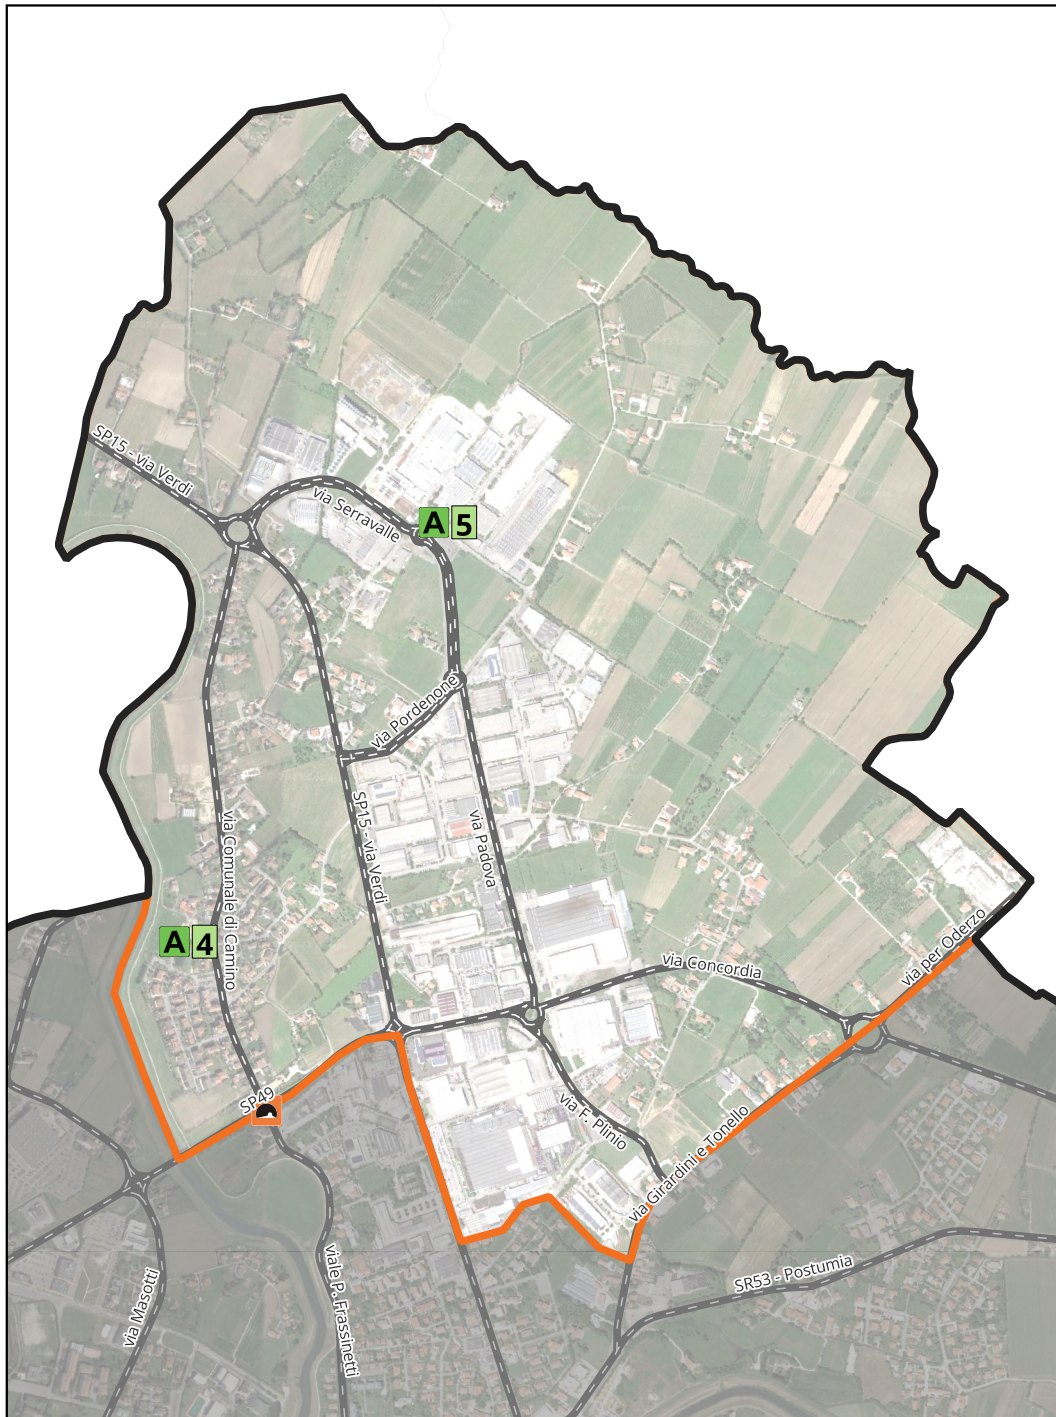 SP15 - via Verdi
via Serravalle
A 5
via Pordenone
SP15 - via Verdi
via Padova
via Comunale di Camino
A 4
via Concordia
via per Oderzo
SP49
via F. Plinio
via Girardini e Tonello
SR53 - Postumia
via Masotti
viale P. Frassinetti